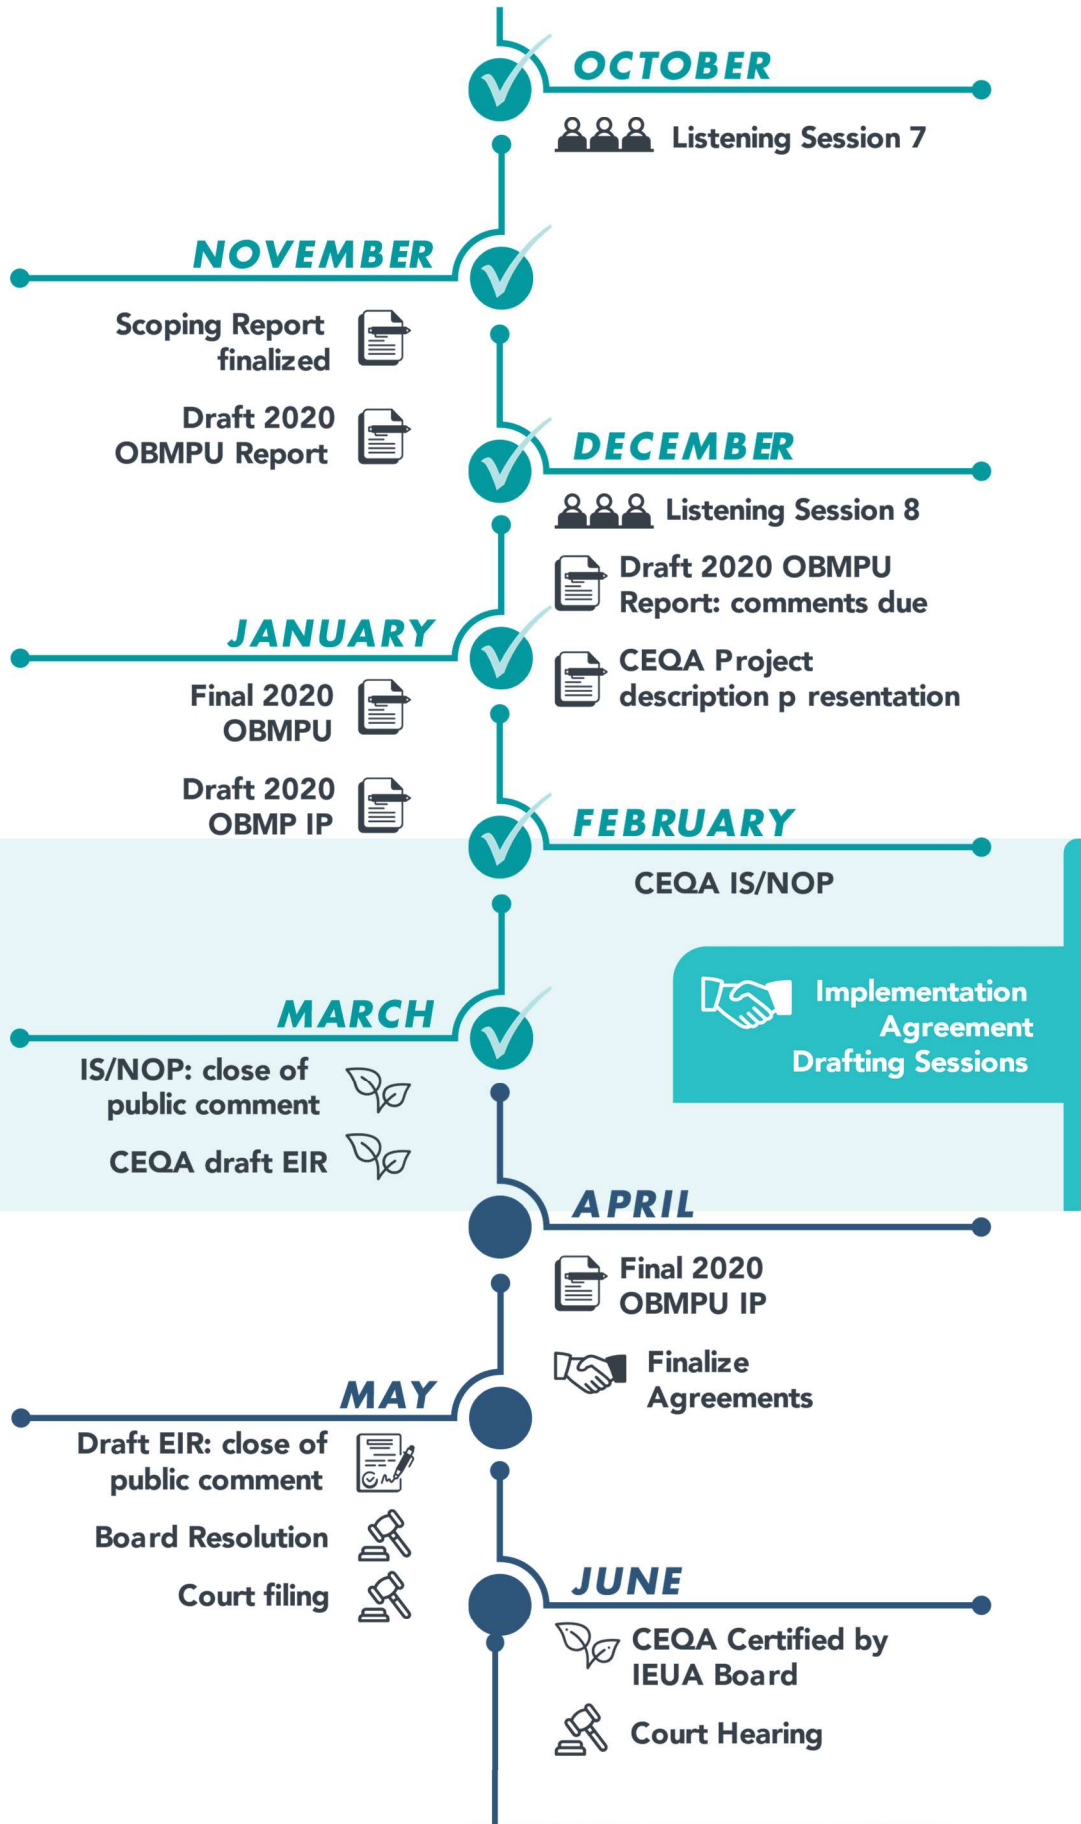 OCTOBER
Listening Session 7
NOVEMBER
Scoping Report
finalized
Draft 2020
OBMPU Report
DECEMBER
Listening Session 8
Draft 2020 OBMPU
Report: comments due
CEQA Project
description p resentation
JANUARY
Final 2020
OBMPU
Draft 2020
OBMP IP
FEBRUARY
CEQA IS/NOP
Implementation
Agreement
Drafting Sessions
MARCH
IS/NOP: close of
public comment
CEQA draft EIR
APRIL
Final 2020
OBMPU IP
Finalize
Agreements
MAY
Draft EIR: close of
public comment
Board Resolution
Court filing
JUNE
CEQA Certified by
IEUA Board
Court Hearing